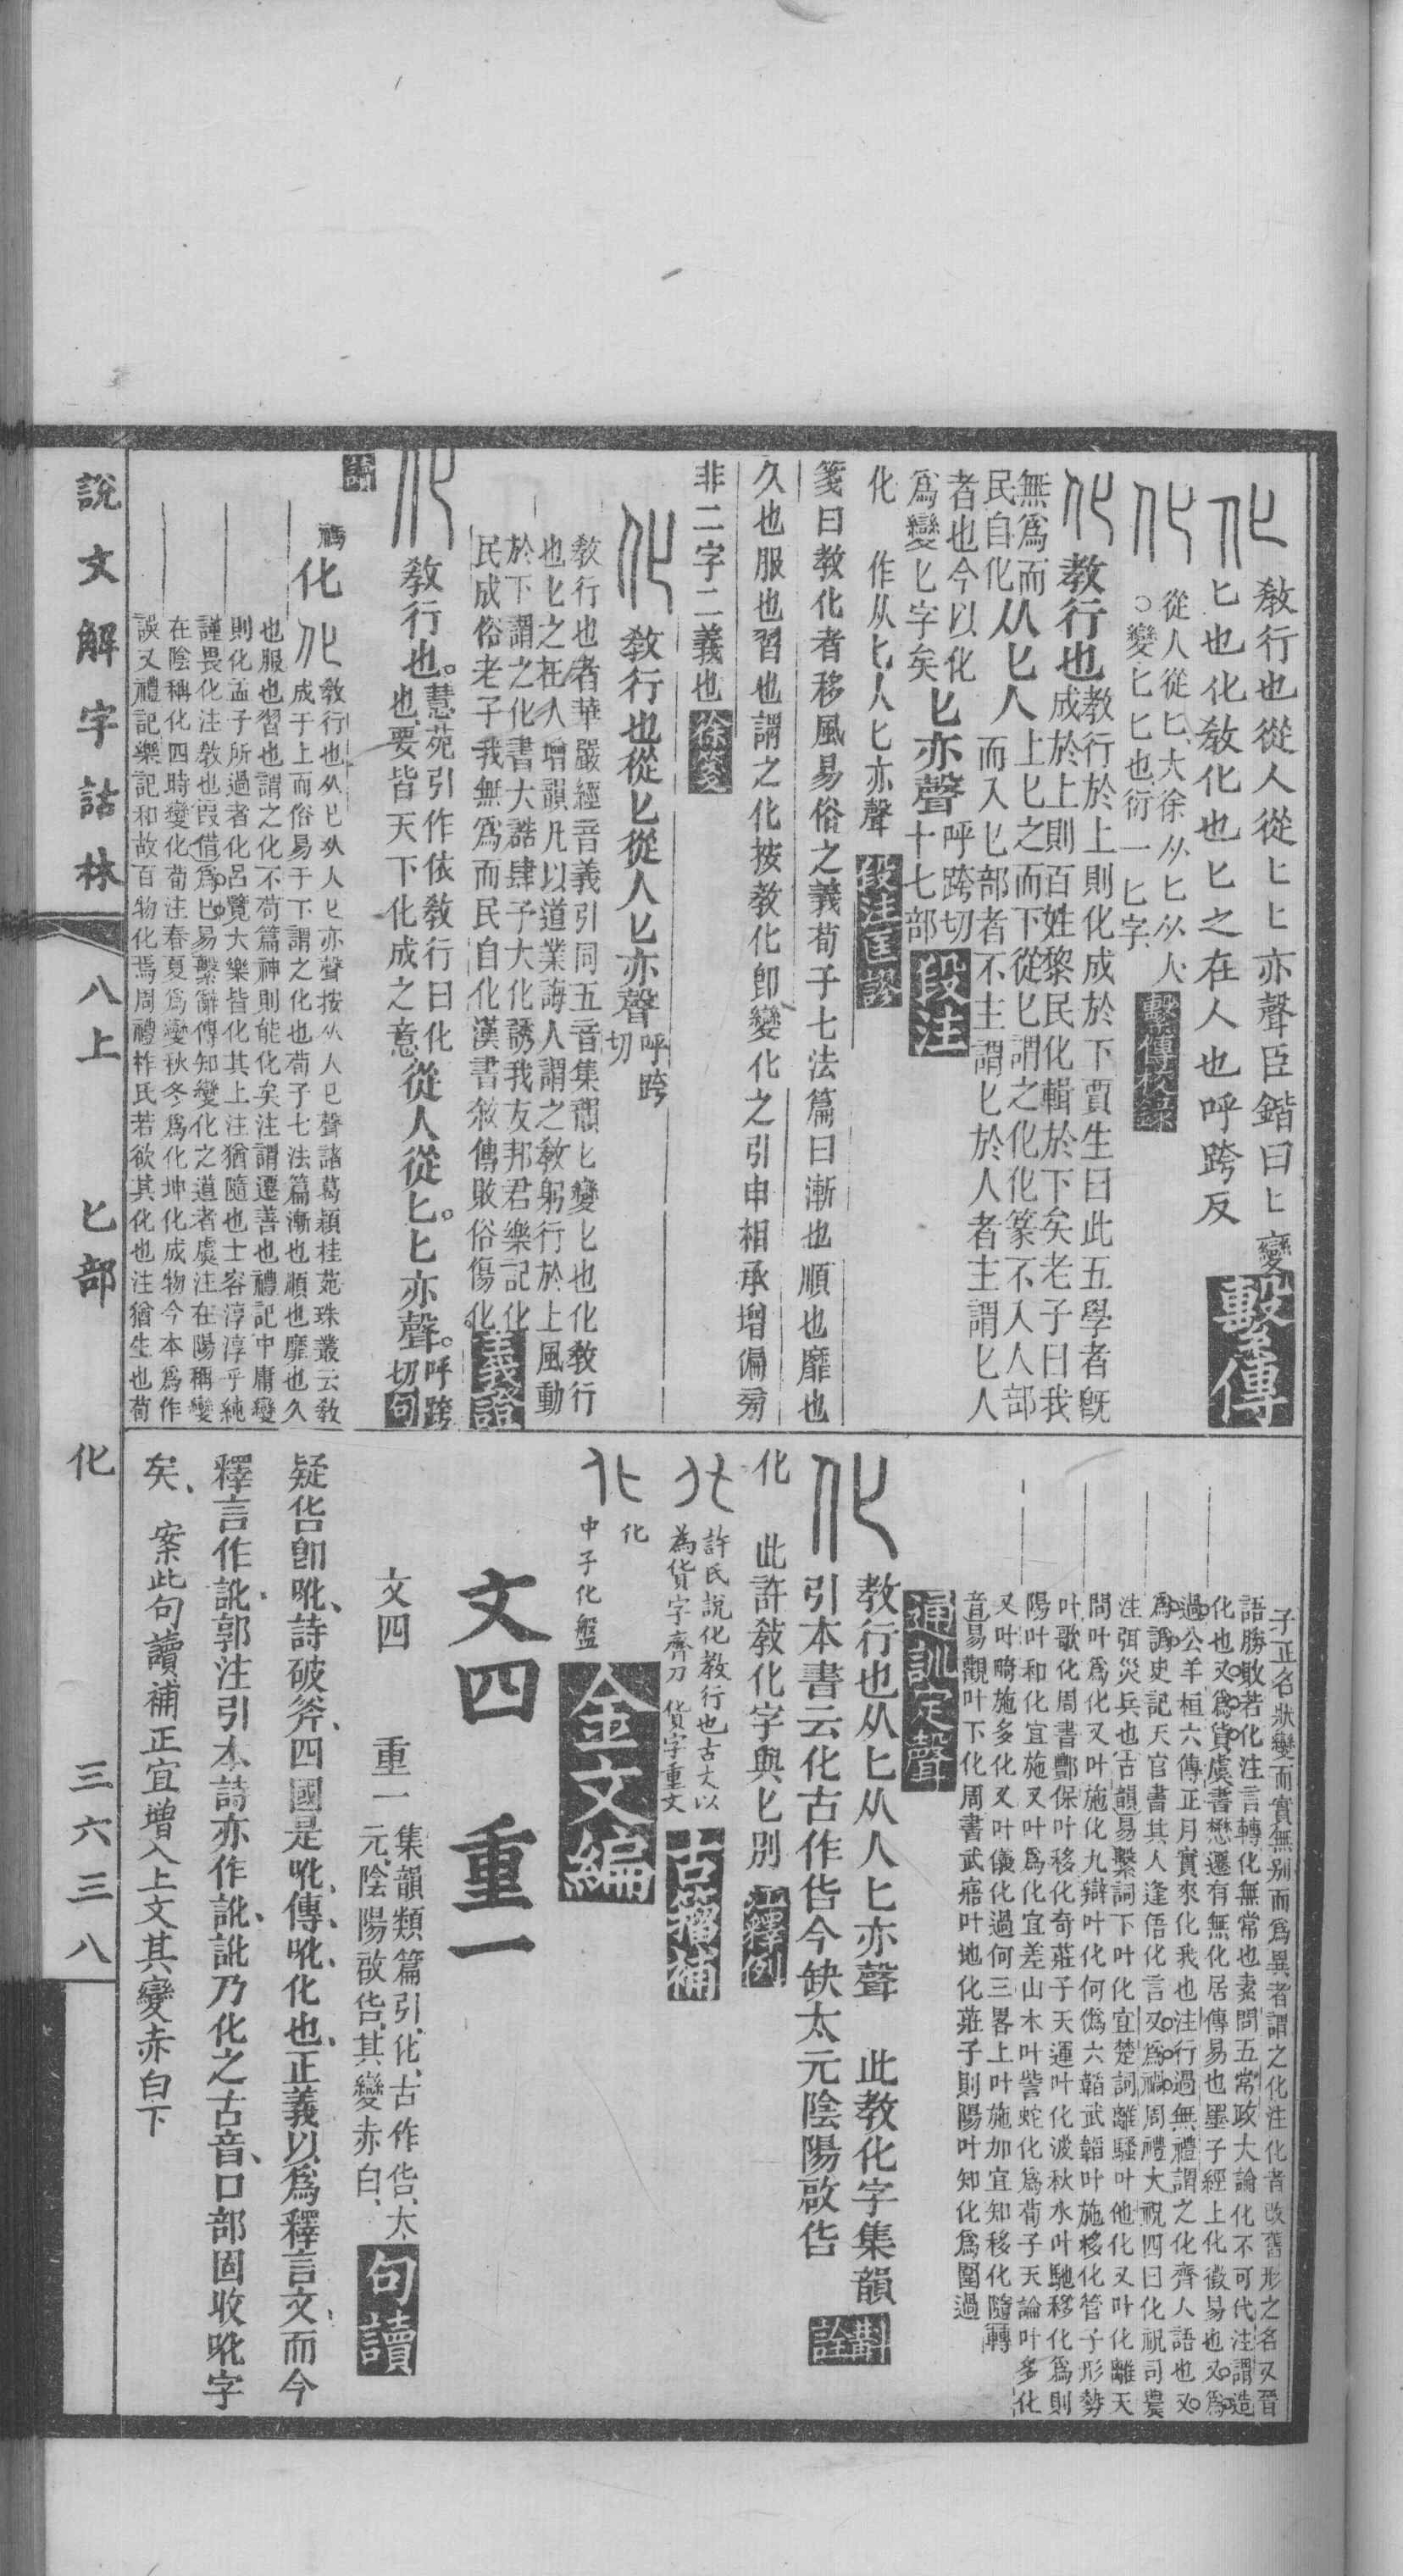 敎行也從人從匕匕亦聲臣鍇曰匕變
匕也化敎化也匕之在人也呼跨反 繫傳
從人從匕大徐从匕从人
○變匕匕也衍一匕字 繫傳校錄
教行也 教行於上則化成於下賈生曰此五學者旣
成於上則百姓黎民化輯於下矣老子曰我
無爲而民自化 从匕人 上匕之而下從匕謂之化化篆不入人部
而入匕部者不主謂匕於人者主謂匕人
者也今以化爲變匕字矣 匕亦聲 呼跨切十七部 段注
化 作从匕人匕亦聲 段注匡謬
箋曰教化者移風易俗之義荀子七法篇曰漸也順也靡也
久也服也習也謂之化按教化卽變化之引申相承增偏旁
非二字二義也 徐箋
敎行也從匕從人匕亦聲 呼跨切
敎行也者華嚴經音義引同五音集韻匕變匕也化敎行
也匕之在人增韻凡以道業誨人謂之敎躬行於上風動
於下謂之化書大誥肆予大化誘我友邦君樂記化
民成俗老子我無爲而民自化漢書敘傳敗俗傷化 義證
敎行也。慧苑引作依敎行曰化
也、要皆天下化成之意 從人從匕。匕亦聲。呼跨切 句讀
化 敎行也从匕从人匕亦聲按从人匕聲諸葛穎桂苑珠叢云敎
成于上而俗易于下謂之化也荀子七法篇漸也順也靡也久
也服也習也謂之化不苟篇神則能化矣注謂遷善也禮記中庸變
則化孟子所過者化呂覽大樂皆化其上注猶隨也士容淳淳乎純
謹畏化注敎也假借爲匕易繫辭傳知變化之道者虞注在陽稱變
在陰稱化四時變化荀注春夏爲變秋冬爲化坤化成物今本爲作
誤又禮記樂記和故百物化焉周禮柞氏若欲其化也注猶生也荀
子正名狀變而實無別而爲異者謂之化注化者改舊形之名又晉
語勝敗若化注言轉化無常也素問五常政大論化不可代注謂造
化也又爲貨虞書懋遷有無化居傳易也墨子經上化徵易也又爲
過公羊桓六傳正月實來化我也注行過無禮謂之化齊人語也又
爲譌史記天官書其人逢俉化言又爲禍周禮大祝四曰化祝司農
注弭災兵也古韻易繫詞下叶化宜楚詞離騷叶他化又叶化離天
問叶爲化又叶施化九辯叶化何僞六韜武韜叶施移化管子形勢
叶歌化周書酆保叶移化奇莊子天運叶化波秋水叶馳移化爲則
陽叶和化宜施又叶爲化宜差山木叶訾蛇化爲荀子天論叶多化
又叶畸施多化又叶儀化過何三畧上叶施加宜知移化隨轉
音易觀叶下化周書武寤叶地化莊子則陽叶知化爲圍過
通訓定聲
教行也从匕从人匕亦聲 此教化字集韻
引本書云化古作𠤎今缺太元陰陽啟𠤎 斠詮
化 此許敎化字與匕別 江釋例
許氏說化教行也古文以
為貨字齊刀 貨字重文 古籀補
化
中子化盤 金文編
文四 重一
文四 重一 集韻類篇引化、古作𠤎、太
元、陰陽啟𠤎、其變赤白、 句讀
疑𠤎卽吪、詩破斧、四國是吪、傳、吪、化也、正義以爲釋言文、而今
釋言作訛、郭注引本詩亦作訛、訛乃化之古音、口部固收吪字
矣、 案此句讀補正宜增入上文其變赤白下
說文解字詁林 八上 匕部 化 三六三八